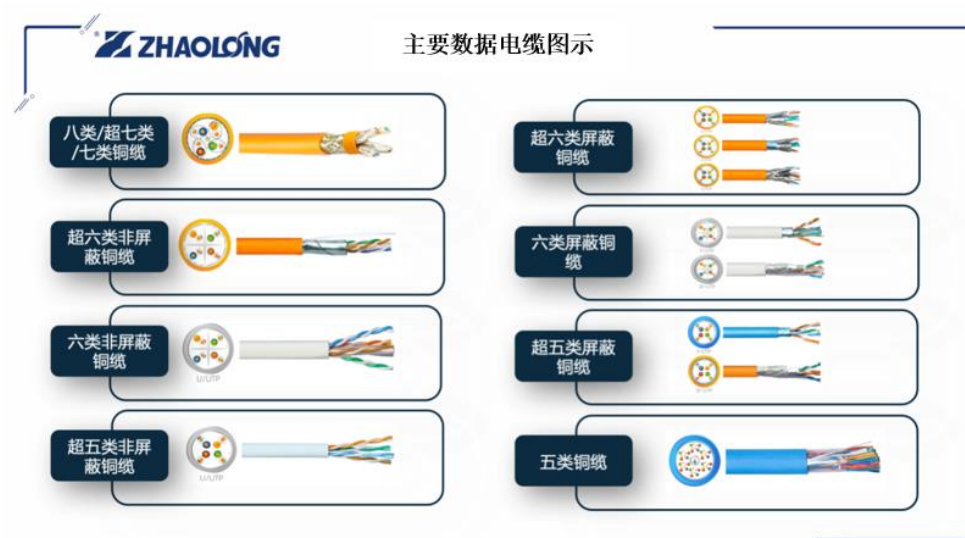 ZHAOLONG
主要数据电缆图示
八类/超七类
/七类铜缆
超六类非屏
蔽铜缆
六类非屏蔽
铜缆
U/UTP
超五类非屏
蔽铜缆
U/UTP
超六类屏蔽
铜缆
六类屏蔽铜
缆
超五类屏蔽
铜缆
五类铜缆